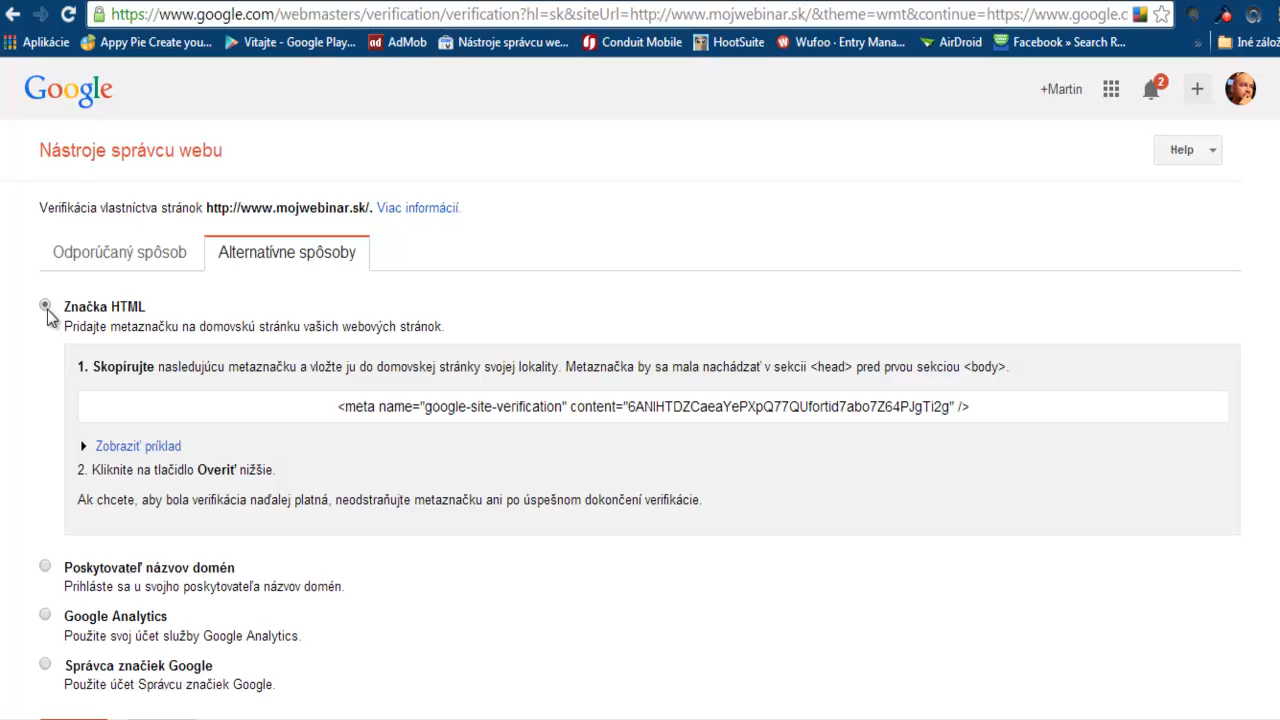 https://www.google.com/webmasters/verification/verification?hl=sk&siteUrl=http://www.mojwebinar.sk/&theme=wmt&continue=https://www.google.c
Aplikácie Appy Pie Create you... Vitajte - Google Play... ad AdMob Nástroje správcu we... Conduit Mobile HootSuite Wufoo · Entry Mana... AirDroid Facebook » Search R... » Iné zálož
Google +Martin 2
Nástroje správcu webu Help
Verifikácia vlastníctva stránok http://www.mojwebinar.sk/. Viac informácií.
Odporúčaný spôsob Alternatívne spôsoby
Značka HTML
Pridajte metaznačku na domovskú stránku vašich webových stránok.
1. Skopírujte nasledujúcu metaznačku a vložte ju do domovskej stránky svojej lokality. Metaznačka by sa mala nachádzať v sekcii <head> pred prvou sekciou <body>.
<meta name="google-site-verification" content="6ANlHTDZCaeaYePXpQ77QUfortid7abo7Z64PJgTi2g" />
Zobraziť príklad
2. Kliknite na tlačidlo Overiť nižšie.
Ak chcete, aby bola verifikácia naďalej platná, neodstraňujte metaznačku ani po úspešnom dokončení verifikácie.
Poskytovateľ názvov domén
Prihláste sa u svojho poskytovateľa názvov domén.
Google Analytics
Použite svoj účet služby Google Analytics.
Správca značiek Google
Použite účet Správcu značiek Google.